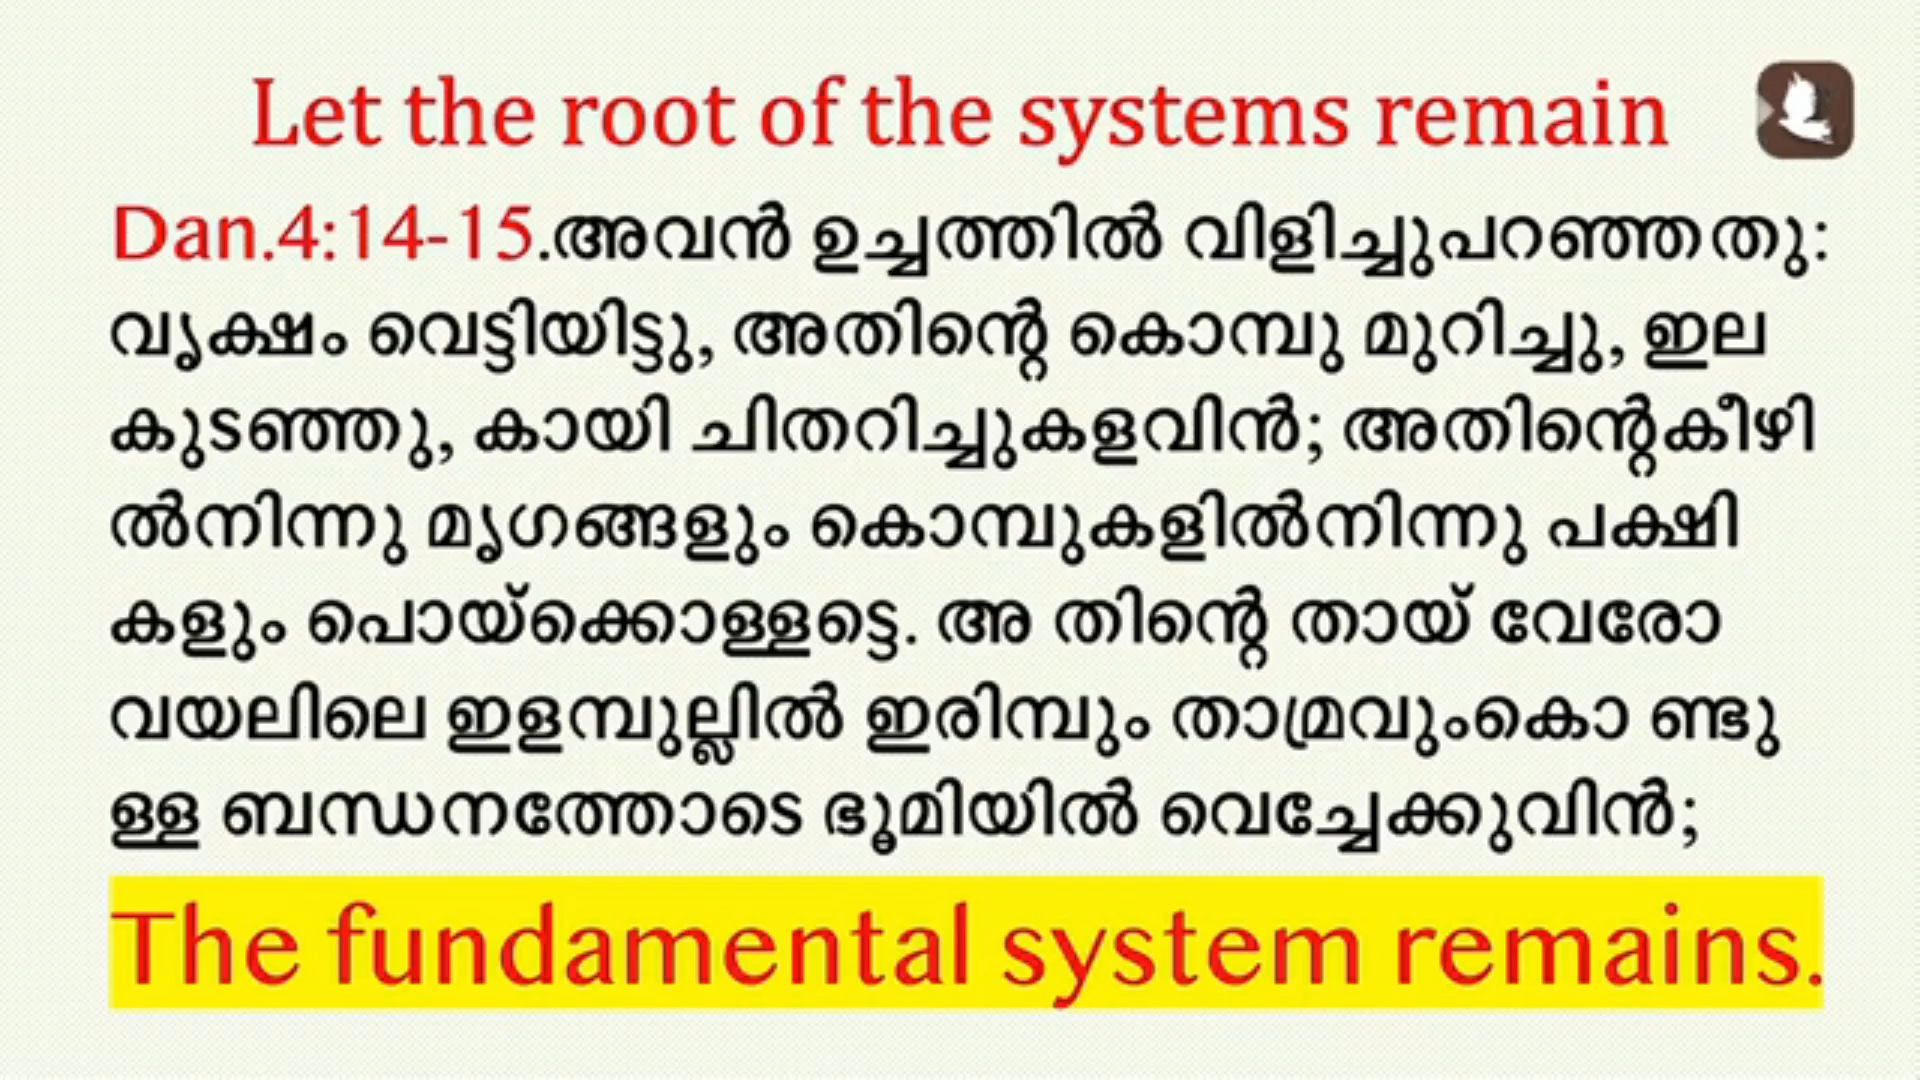 Let the root of the systems remain
Dan.4:14-15.അവൻ ഉച്ചത്തിൽ വിളിച്ചുപറഞ്ഞതു:
വൃക്ഷം വെട്ടിയിട്ടു, അതിന്റെ കൊമ്പു മുറിച്ചു, ഇല
കുടഞ്ഞു, കായി ചിതറിച്ചുകളവിൻ; അതിന്റെകീഴി
ൽനിന്നു മൃഗങ്ങളും കൊമ്പുകളിൽനിന്നു പക്ഷി
കളും പൊയ്ക്കൊള്ളട്ടെ. അ തിന്റെ തായ് വേരോ
വയലിലെ ഇളമ്പുല്ലിൽ ഇരിമ്പും താമ്രവുംകൊ ണ്ടു
ള്ള ബന്ധനത്തോടെ ഭൂമിയിൽ വെച്ചേക്കുവിൻ;
The fundamental system remains.